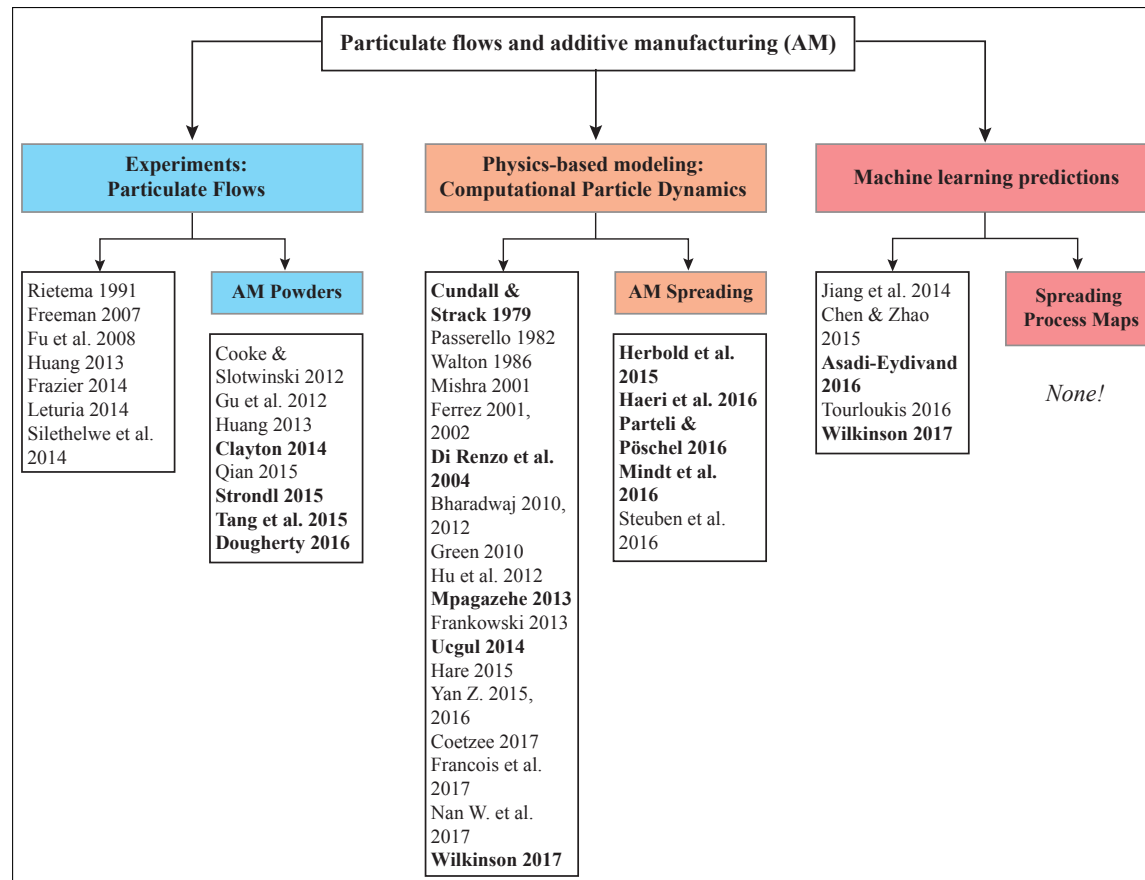 Particulate flows and additive manufacturing (AM)
Experiments:
Particulate Flows
Rietema 1991
Freeman 2007
Fu et al. 2008
Huang 2013
Frazier 2014
Leturia 2014
Silethelwe et al.
2014
AM Powders
Cooke &
Slotwinski 2012
Gu et al. 2012
Huang 2013
Clayton 2014
Qian 2015
Strondl 2015
Tang et al. 2015
Dougherty 2016
Physics-based modeling:
Computational Particle Dynamics
Cundall &
Strack 1979
Passerello 1982
Walton 1986
Mishra 2001
Ferrez 2001,
2002
Di Renzo et al.
2004
Bharadwaj 2010,
2012
Green 2010
Hu et al. 2012
Mpagazehe 2013
Frankowski 2013
Ucgul 2014
Hare 2015
Yan Z. 2015,
2016
Coetzee 2017
Francois et al.
2017
Nan W. et al.
2017
Wilkinson 2017
AM Spreading
Herbold et al.
2015
Haeri et al. 2016
Parteli &
Pöschel 2016
Mindt et al.
2016
Steuben et al.
2016
Machine learning predictions
Jiang et al. 2014
Chen & Zhao
2015
Asadi-Eydivand
2016
Tourloukis 2016
Wilkinson 2017
Spreading
Process Maps
None!